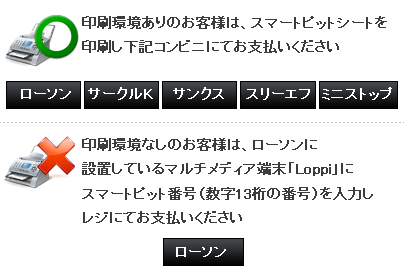 印刷環境ありのお客様は、スマートピットシートを
印刷し下記コンビニにてお支払いください
ローソン サークルK サンクス スリーエフ ミニストップ
印刷環境なしのお客様は、ローソンに
設置しているマルチメディア端末「Loppi」に
スマートピット番号(数字13桁の番号)を入力し
レジにてお支払いください
ローソン